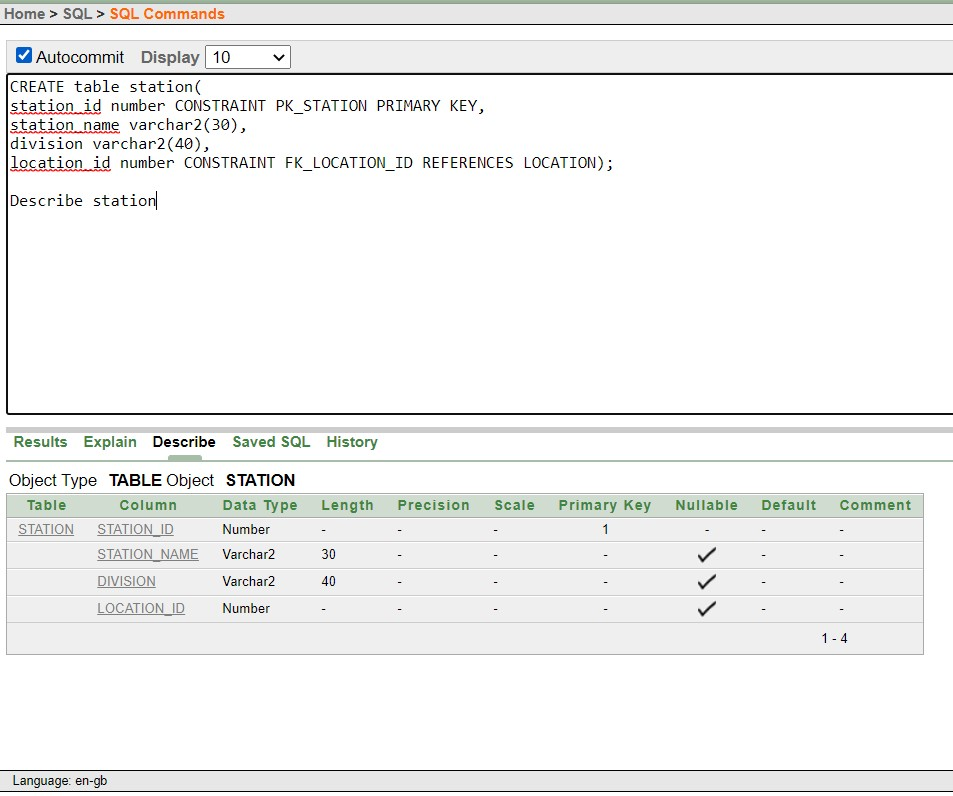 Home > SQL > SQL Commands
Autocommit Display 10
CREATE table station(
station_id number CONSTRAINT PK_STATION PRIMARY KEY,
station_name varchar2(30),
division varchar2(40),
location_id number CONSTRAINT FK_LOCATION_ID REFERENCES LOCATION);
Describe station
Results Explain Describe Saved SQL History
Object Type TABLE Object STATION
Table Column Data Type Length Precision Scale Primary Key Nullable Default Comment
STATION STATION_ID Number - - - 1 - - -
STATION_NAME Varchar2 30 - - - ✓ - -
DIVISION Varchar2 40 - - - ✓ - -
LOCATION_ID Number - - - - ✓ - -
1 - 4
Language: en-gb